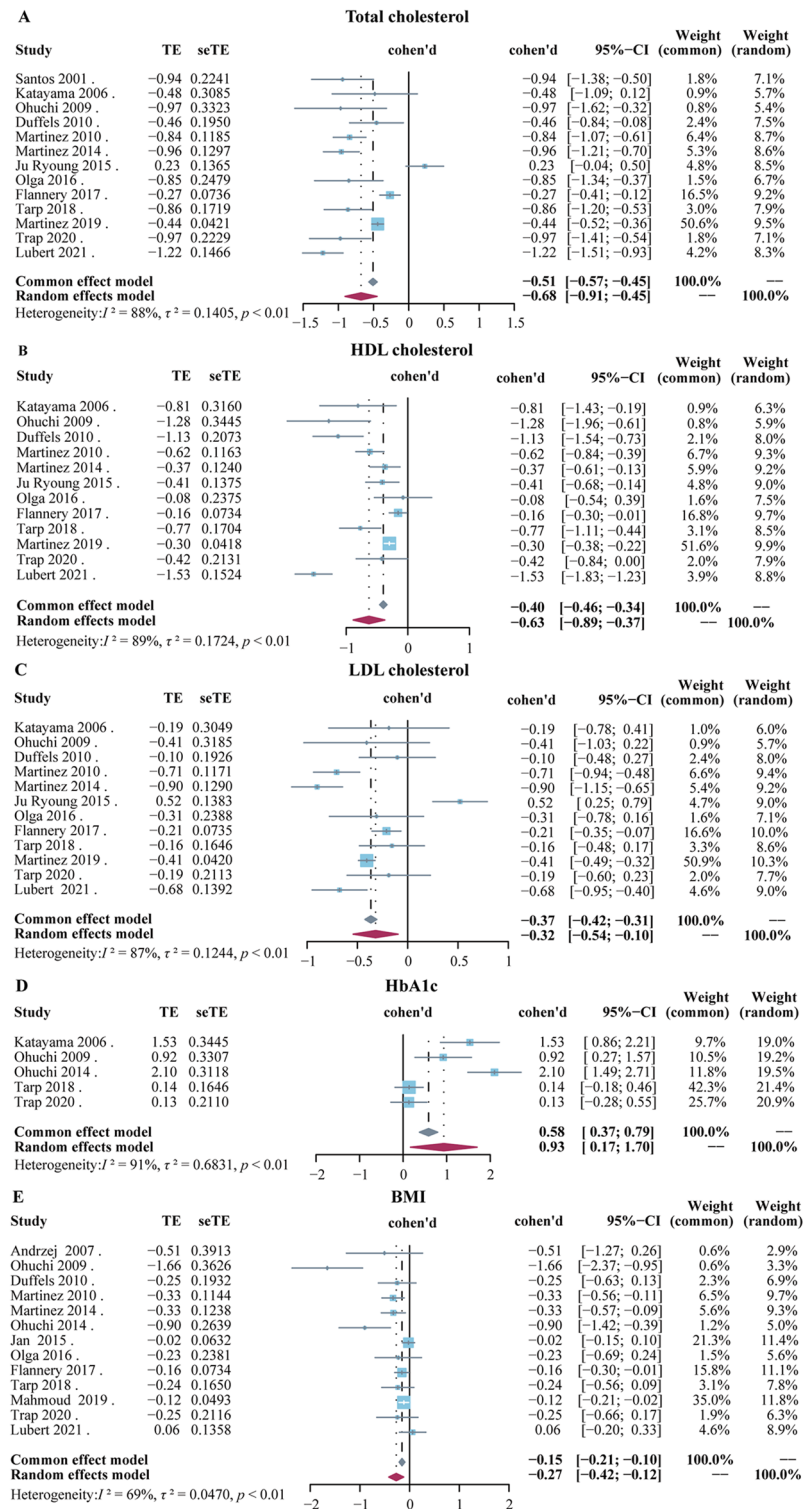 A Total cholesterol
Weight Weight
Study TE seTE cohen'd 95%−CI (common) (random)
Santos 2001 . −0.94 0.2241 −0.94 [−1.38; −0.50] 1.8% 7.1%
Katayama 2006 . −0.48 0.3085 −0.48 [−1.09; 0.12] 0.9% 5.7%
Ohuchi 2009 . −0.97 0.3323 −0.97 [−1.62; −0.32] 0.8% 5.4%
Duffels 2010 . −0.46 0.1950 −0.46 [−0.84; −0.08] 2.4% 7.5%
Martinez 2010 . −0.84 0.1185 −0.84 [−1.07; −0.61] 6.4% 8.7%
Martinez 2014 . −0.96 0.1297 −0.96 [−1.21; −0.70] 5.3% 8.6%
Ju Ryoung 2015 . 0.23 0.1365 0.23 [−0.04; 0.50] 4.8% 8.5%
Olga 2016 . −0.85 0.2479 −0.85 [−1.34; −0.37] 1.5% 6.7%
Flannery 2017 . −0.27 0.0736 −0.27 [−0.41; −0.12] 16.5% 9.2%
Tarp 2018 . −0.86 0.1719 −0.86 [−1.20; −0.53] 3.0% 7.9%
Martinez 2019 . −0.44 0.0421 −0.44 [−0.52; −0.36] 50.6% 9.5%
Trap 2020 . −0.97 0.2229 −0.97 [−1.41; −0.54] 1.8% 7.1%
Lubert 2021 . −1.22 0.1466 −1.22 [−1.51; −0.93] 4.2% 8.3%
Common effect model −0.51 [−0.57; −0.45] 100.0% −−
Random effects model −0.68 [−0.91; −0.45] −− 100.0%
Heterogeneity:I ² = 88%, τ ² = 0.1405, p < 0.01
−1.5 −1 −0.5 0 0.5 1 1.5
B HDL cholesterol
Weight Weight
Study TE seTE cohen'd cohen'd 95%−CI (common) (random)
Katayama 2006 . −0.81 0.3160 −0.81 [−1.43; −0.19] 0.9% 6.3%
Ohuchi 2009 . −1.28 0.3445 −1.28 [−1.96; −0.61] 0.8% 5.9%
Duffels 2010 . −1.13 0.2073 −1.13 [−1.54; −0.73] 2.1% 8.0%
Martinez 2010 . −0.62 0.1163 −0.62 [−0.84; −0.39] 6.7% 9.3%
Martinez 2014 . −0.37 0.1240 −0.37 [−0.61; −0.13] 5.9% 9.2%
Ju Ryoung 2015 . −0.41 0.1375 −0.41 [−0.68; −0.14] 4.8% 9.0%
Olga 2016 . −0.08 0.2375 −0.08 [−0.54; 0.39] 1.6% 7.5%
Flannery 2017 . −0.16 0.0734 −0.16 [−0.30; −0.01] 16.8% 9.7%
Tarp 2018 . −0.77 0.1704 −0.77 [−1.11; −0.44] 3.1% 8.5%
Martinez 2019 . −0.30 0.0418 −0.30 [−0.38; −0.22] 51.6% 9.9%
Trap 2020 . −0.42 0.2131 −0.42 [−0.84; 0.00] 2.0% 7.9%
Lubert 2021 . −1.53 0.1524 −1.53 [−1.83; −1.23] 3.9% 8.8%
Common effect model −0.40 [−0.46; −0.34] 100.0% −−
Random effects model −0.63 [−0.89; −0.37] −− 100.0%
Heterogeneity:I ² = 89%, τ ² = 0.1724, p < 0.01
−1 0 1
C LDL cholesterol
Weight Weight
Study TE seTE cohen'd cohen'd 95%−CI (common) (random)
Katayama 2006 . −0.19 0.3049 −0.19 [−0.78; 0.41] 1.0% 6.0%
Ohuchi 2009 . −0.41 0.3185 −0.41 [−1.03; 0.22] 0.9% 5.7%
Duffels 2010 . −0.10 0.1926 −0.10 [−0.48; 0.27] 2.4% 8.0%
Martinez 2010 . −0.71 0.1171 −0.71 [−0.94; −0.48] 6.6% 9.4%
Martinez 2014 . −0.90 0.1290 −0.90 [−1.15; −0.65] 5.4% 9.2%
Ju Ryoung 2015 . 0.52 0.1383 0.52 [ 0.25; 0.79] 4.7% 9.0%
Olga 2016 . −0.31 0.2388 −0.31 [−0.78; 0.16] 1.6% 7.1%
Flannery 2017 . −0.21 0.0735 −0.21 [−0.35; −0.07] 16.6% 10.0%
Tarp 2018 . −0.16 0.1646 −0.16 [−0.48; 0.17] 3.3% 8.6%
Martinez 2019 . −0.41 0.0420 −0.41 [−0.49; −0.32] 50.9% 10.3%
Tarp 2020 . −0.19 0.2113 −0.19 [−0.60; 0.23] 2.0% 7.7%
Lubert 2021 . −0.68 0.1392 −0.68 [−0.95; −0.40] 4.6% 9.0%
Common effect model −0.37 [−0.42; −0.31] 100.0% −−
Random effects model −0.32 [−0.54; −0.10] −− 100.0%
Heterogeneity:I ² = 87%, τ ² = 0.1244, p < 0.01
−1 −0.5 0 0.5 1
D HbA1c
Weight Weight
Study TE seTE cohen'd cohen'd 95%−CI (common) (random)
Katayama 2006 . 1.53 0.3445 1.53 [ 0.86; 2.21] 9.7% 19.0%
Ohuchi 2009 . 0.92 0.3307 0.92 [ 0.27; 1.57] 10.5% 19.2%
Ohuchi 2014 . 2.10 0.3118 2.10 [ 1.49; 2.71] 11.8% 19.5%
Tarp 2018 . 0.14 0.1646 0.14 [−0.18; 0.46] 42.3% 21.4%
Trap 2020 . 0.13 0.2110 0.13 [−0.28; 0.55] 25.7% 20.9%
Common effect model 0.58 [ 0.37; 0.79] 100.0% −−
Random effects model 0.93 [ 0.17; 1.70] −− 100.0%
Heterogeneity:I ² = 91%, τ ² = 0.6831, p < 0.01
−2 −1 0 1 2
E BMI
Weight Weight
Study TE seTE cohen'd cohen'd 95%−CI (common) (random)
Andrzej 2007 . −0.51 0.3913 −0.51 [−1.27; 0.26] 0.6% 2.9%
Ohuchi 2009 . −1.66 0.3626 −1.66 [−2.37; −0.95] 0.6% 3.3%
Duffels 2010 . −0.25 0.1932 −0.25 [−0.63; 0.13] 2.3% 6.9%
Martinez 2010 . −0.33 0.1144 −0.33 [−0.56; −0.11] 6.5% 9.7%
Martinez 2014 . −0.33 0.1238 −0.33 [−0.57; −0.09] 5.6% 9.3%
Ohuchi 2014 . −0.90 0.2639 −0.90 [−1.42; −0.39] 1.2% 5.0%
Jan 2015 . −0.02 0.0632 −0.02 [−0.15; 0.10] 21.3% 11.4%
Olga 2016 . −0.23 0.2381 −0.23 [−0.69; 0.24] 1.5% 5.6%
Flannery 2017 . −0.16 0.0734 −0.16 [−0.30; −0.01] 15.8% 11.1%
Tarp 2018 . −0.24 0.1650 −0.24 [−0.56; 0.09] 3.1% 7.8%
Mahmoud 2019 . −0.12 0.0493 −0.12 [−0.21; −0.02] 35.0% 11.8%
Trap 2020 . −0.25 0.2116 −0.25 [−0.66; 0.17] 1.9% 6.3%
Lubert 2021 . 0.06 0.1358 0.06 [−0.20; 0.33] 4.6% 8.9%
Common effect model −0.15 [−0.21; −0.10] 100.0% −−
Random effects model −0.27 [−0.42; −0.12] −− 100.0%
Heterogeneity:I ² = 69%, τ ² = 0.0470, p < 0.01
−2 −1 0 1 2